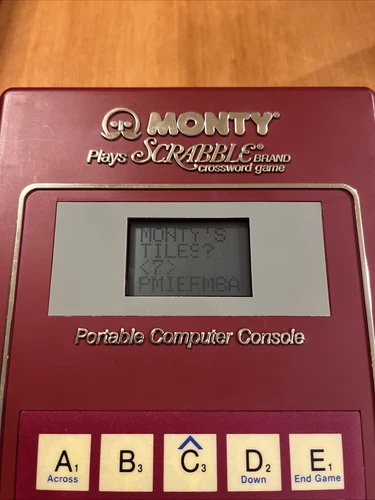 MONTY®
Plays SCRABBLE® BRAND
crossword game
MONTY'S
TILES?
<7>
PMIEFMBA
Portable Computer Console
A1 B3 C3 D2 E1
Across Down End Game